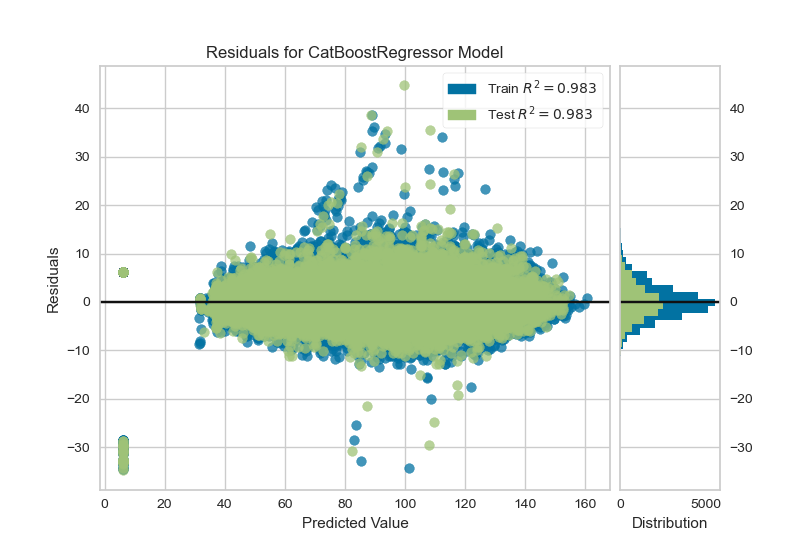 Residuals for CatBoostRegressor Model
Train R² = 0.983
Test R² = 0.983
Residuals
40
30
20
10
0
−10
−20
−30
0 20 40 60 80 100 120 140 160
Predicted Value
40
30
20
10
0
−10
−20
−30
0 5000
Distribution